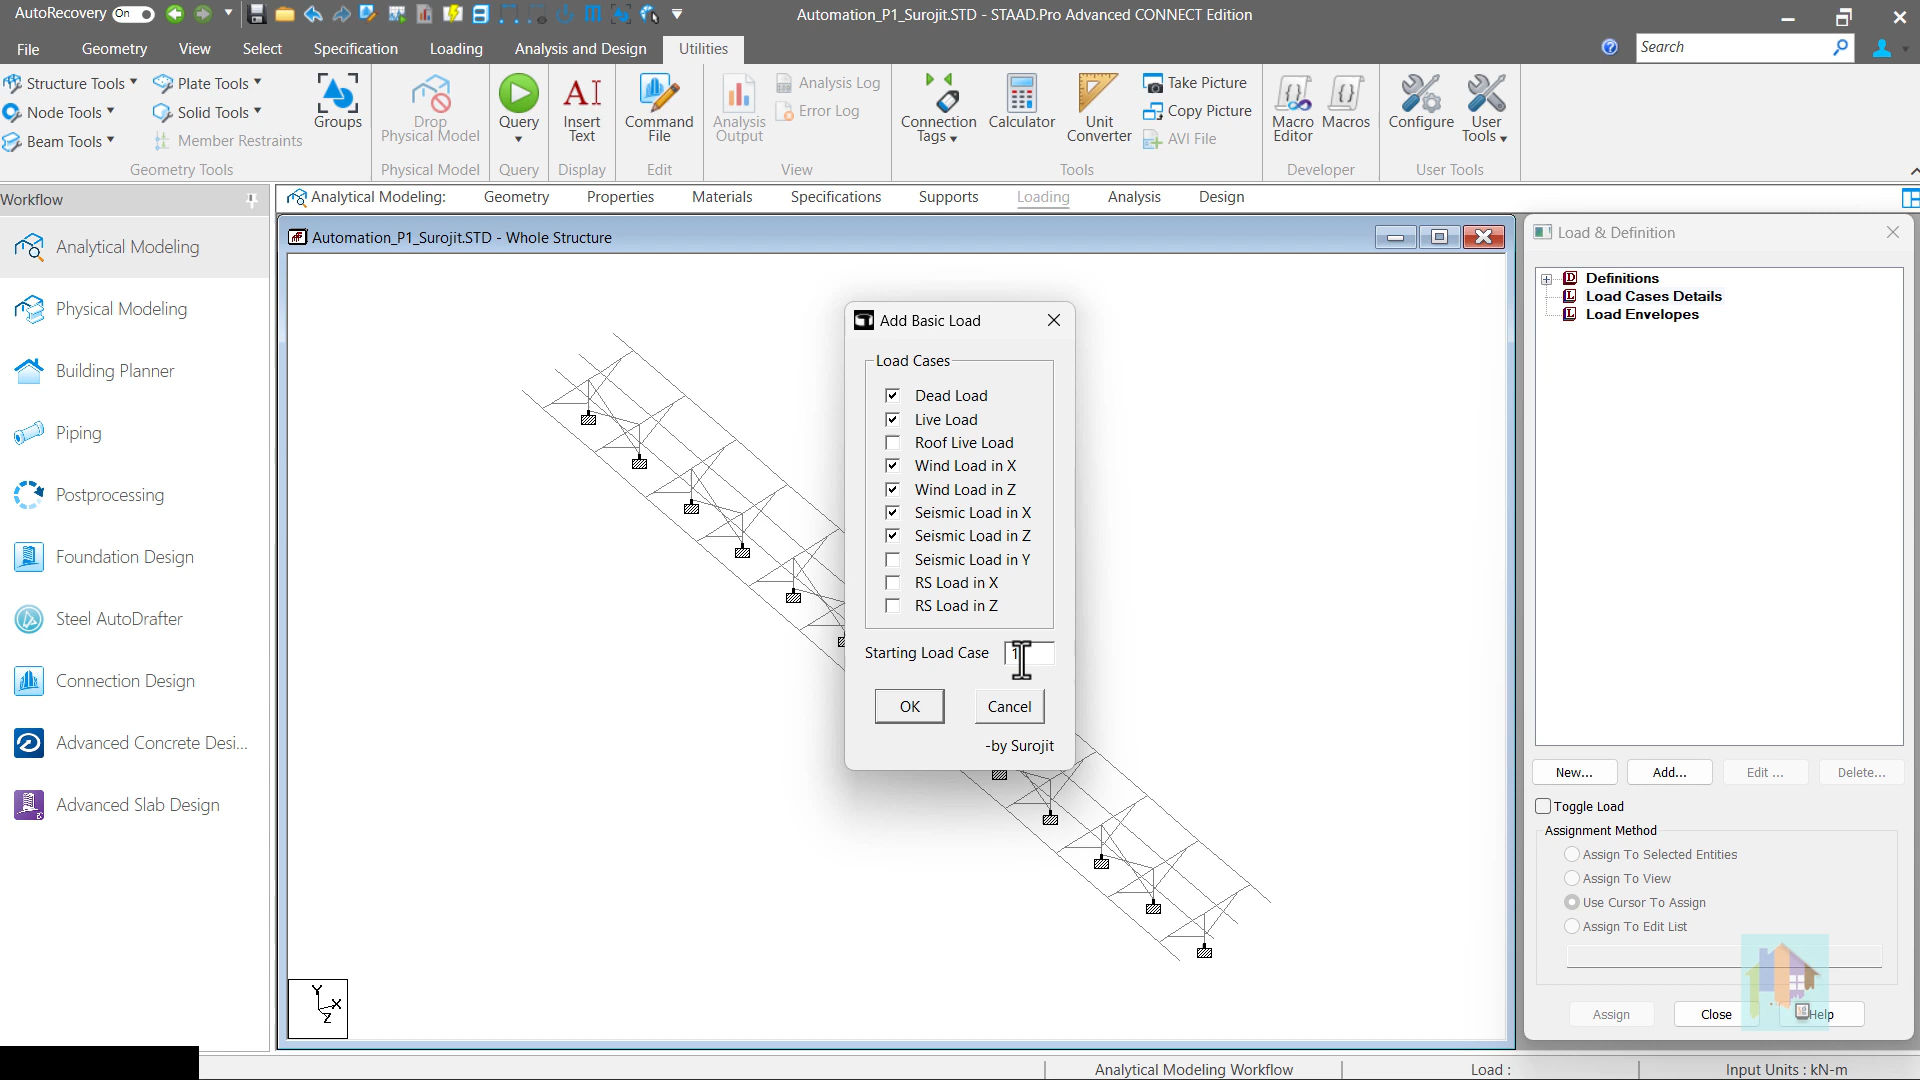 AutoRecovery On
Automation_P1_Surojit.STD - STAAD.Pro Advanced CONNECT Edition
File Geometry View Select Specification Loading Analysis and Design Utilities
Search
Structure Tools
Node Tools
Beam Tools
Plate Tools
Solid Tools
Member Restraints
Geometry Tools
Groups
Drop
Physical Model
Physical Model
Query
Query
Insert
Text
Display
Command
File
Edit
Analysis
Output
Analysis Log
Error Log
View
Connection
Tags
Calculator
Unit
Converter
Take Picture
Copy Picture
AVI File
Tools
Macro
Editor
Macros
Developer
Configure
User
Tools
User Tools
Workflow
Analytical Modeling
Physical Modeling
Building Planner
Piping
Postprocessing
Foundation Design
Steel AutoDrafter
Connection Design
Advanced Concrete Desi...
Advanced Slab Design
Analytical Modeling: Geometry Properties Materials Specifications Supports Loading Analysis Design
Automation_P1_Surojit.STD - Whole Structure
Y
X
Z
Add Basic Load
Load Cases
Dead Load
Live Load
Roof Live Load
Wind Load in X
Wind Load in Z
Seismic Load in X
Seismic Load in Z
Seismic Load in Y
RS Load in X
RS Load in Z
Starting Load Case 1
OK Cancel
-by Surojit
Load & Definition
D Definitions
L Load Cases Details
L Load Envelopes
New... Add... Edit ... Delete...
Toggle Load
Assignment Method
Assign To Selected Entities
Assign To View
Use Cursor To Assign
Assign To Edit List
Assign Close Help
Analytical Modeling Workflow Load : Input Units : kN-m